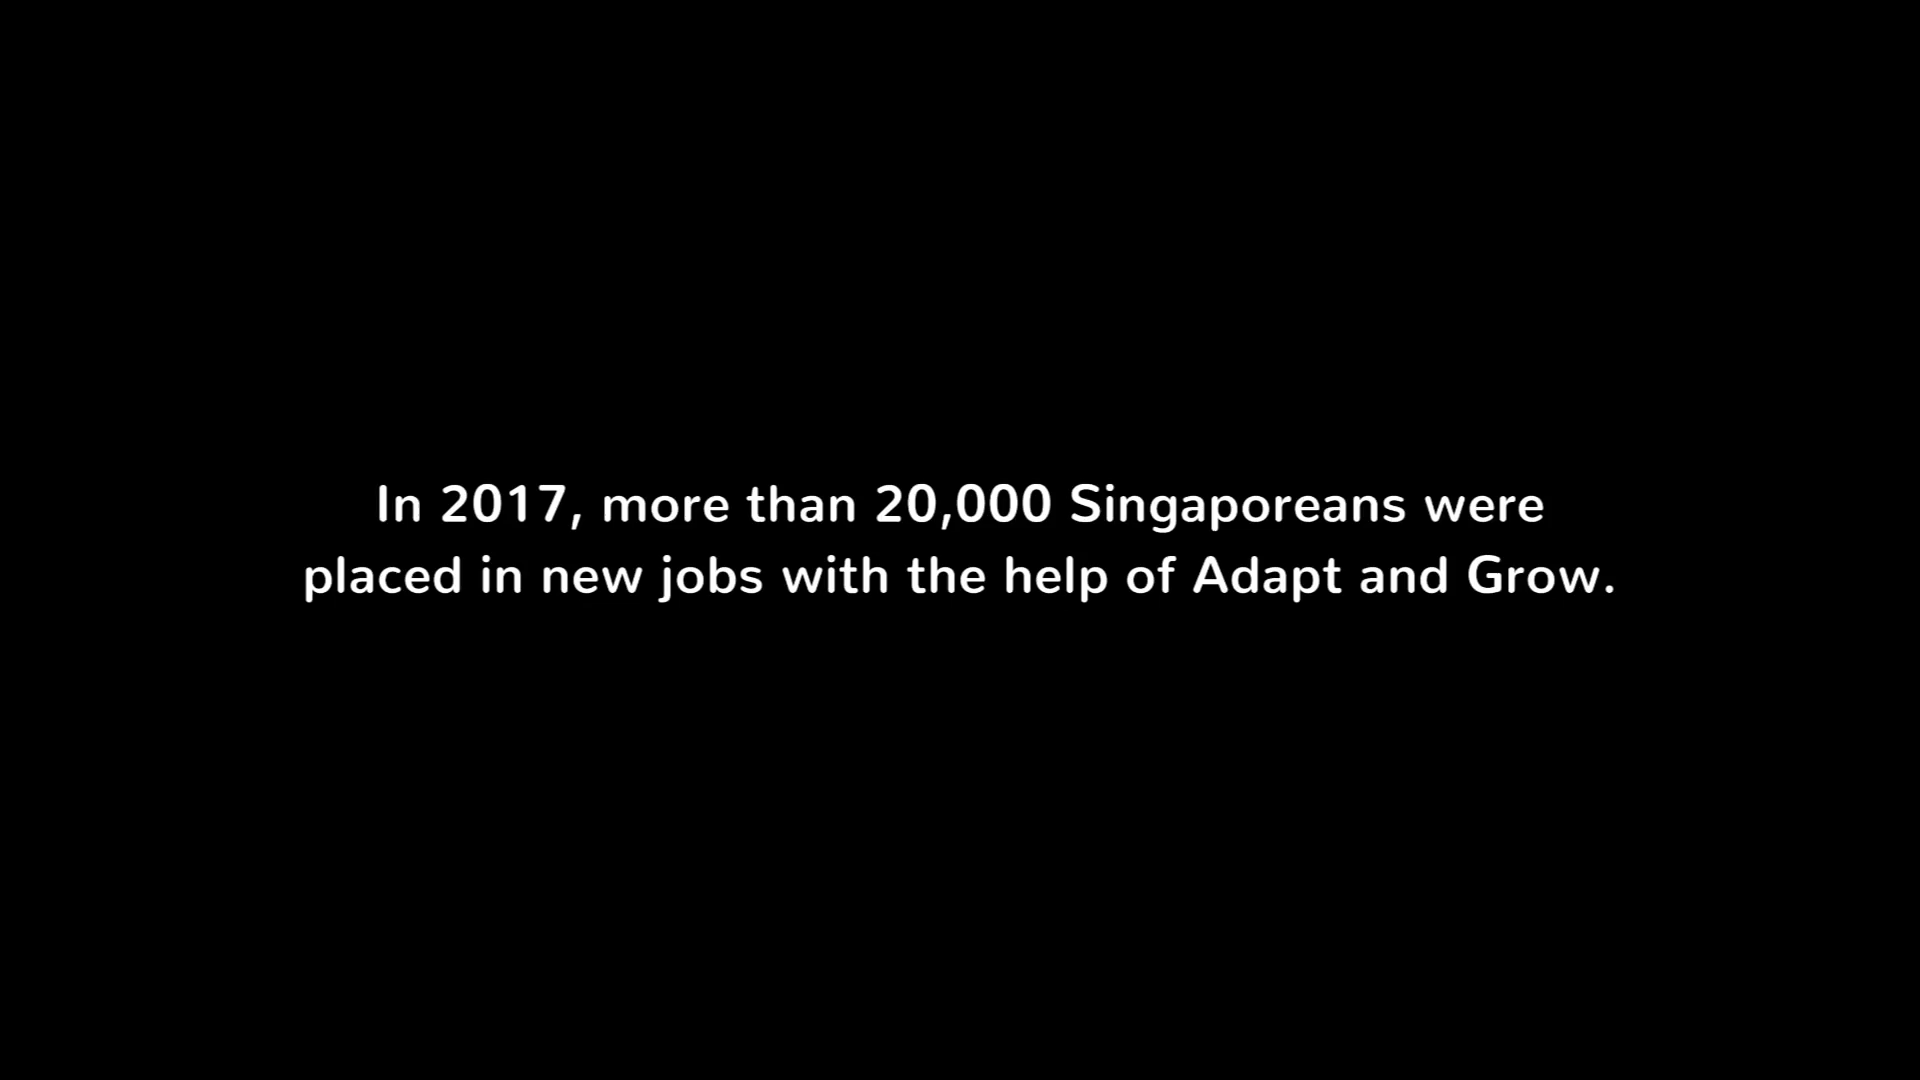 In 2017, more than 20,000 Singaporeans were
placed in new jobs with the help of Adapt and Grow.